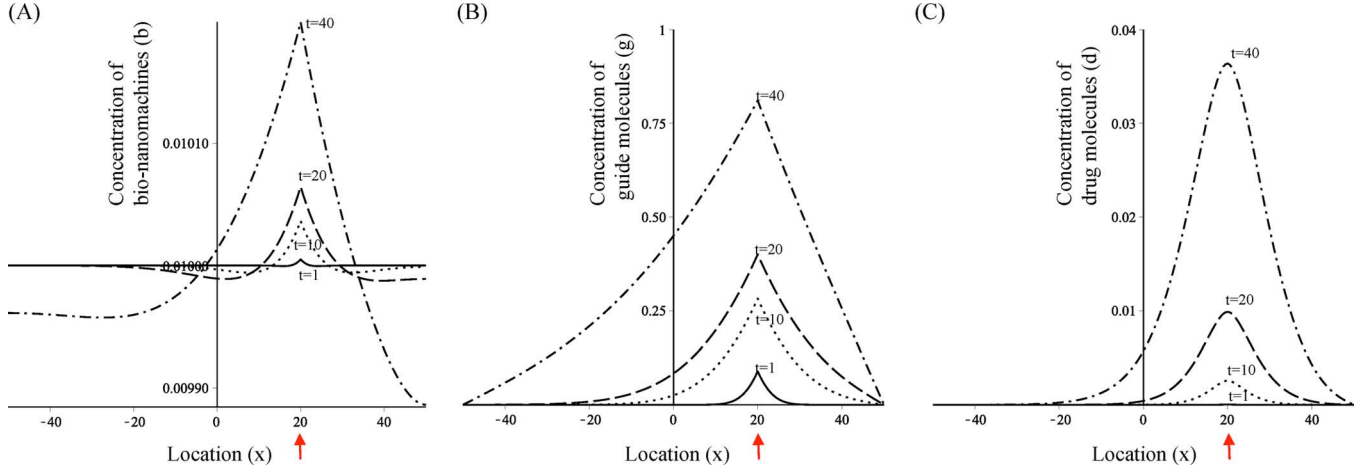 (A)
Concentration of
bio-nanomachines (b)
t=40
0.01010
t=20
t=10
t=1
0.01000
0.00990
-40
-20
0
20
40
Location (x)
(B)
Concentration of
guide molecules (g)
1
0.75
0.50
0.25
t=40
t=20
t=10
t=1
-40
-20
0
20
40
Location (x)
(C)
Concentration of
drug molecules (d)
0.04
0.03
0.02
0.01
t=40
t=20
t=10
t=1
-40
-20
0
20
40
Location (x)